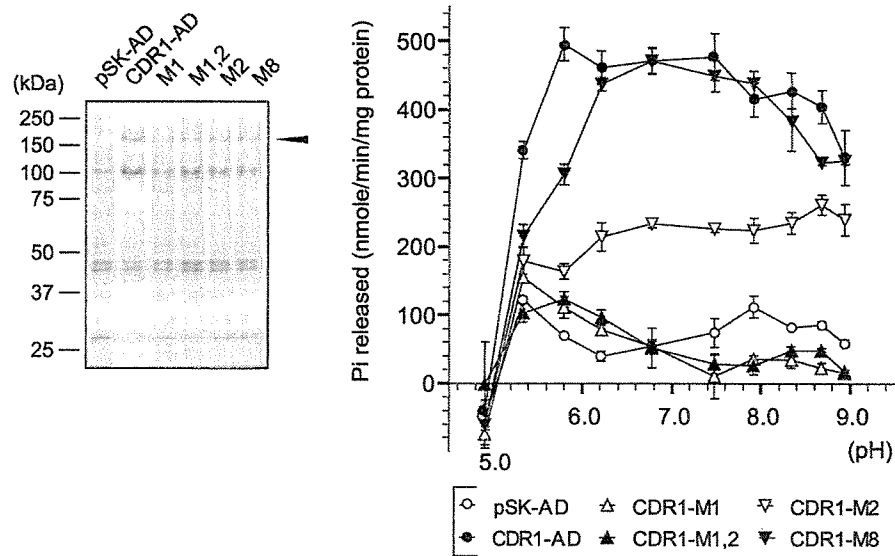 pSK-AD
CDR1-AD
M1
M1,2
M2
M8
(kDa)
250
150
100
75
50
37
25
Pi released (nmole/min/mg protein)
500
400
300
200
100
0
5.0
6.0
7.0
8.0
9.0
(pH)
pSK-AD
CDR1-M1
CDR1-M2
CDR1-AD
CDR1-M1,2
CDR1-M8